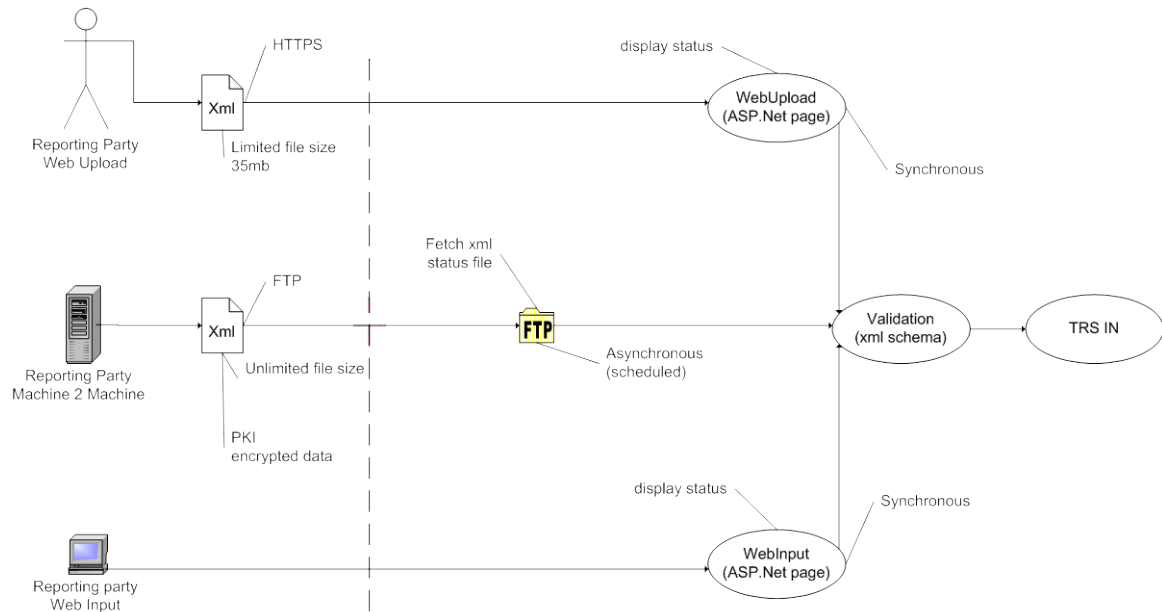 HTTPS
display status
Xml
WebUpload
(ASP.Net page)
Reporting Party
Web Upload
Limited file size
35mb
Synchronous
Fetch xml
status file
FTP
Xml
FTP
Validation
(xml schema)
TRS IN
Reporting Party
Machine 2 Machine
Unlimited file size
Asynchronous
(scheduled)
PKI
encrypted data
display status
Synchronous
WebInput
(ASP.Net page)
Reporting party
Web Input